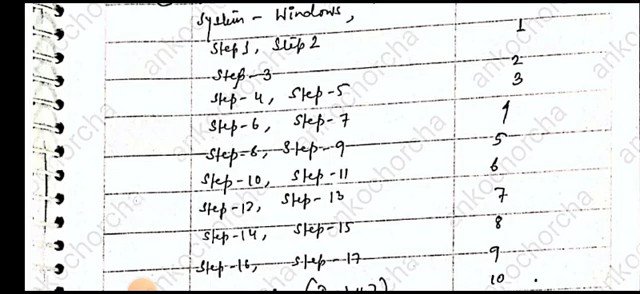 System - Windows,
Step 1, Step 2 1
Step-3 2
Step-4, Step-5 3
Step-6, Step-7 4
Step-8, Step-9 5
Step-10, Step-11 6
Step-12, Step-13 7
Step-14, Step-15 8
Step-16, Step-17 9
10
ankochorcha